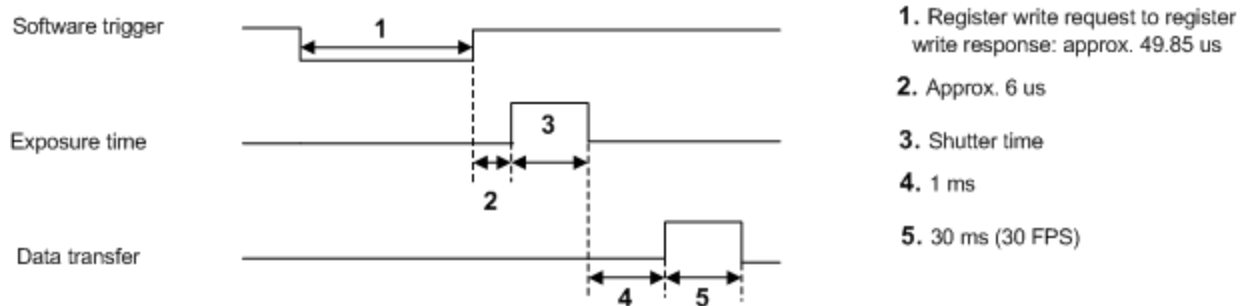 Software trigger
1
1. Register write request to register
write response: approx. 49.85 us
2. Approx. 6 us
Exposure time
3
3. Shutter time
2
4. 1 ms
Data transfer
5. 30 ms (30 FPS)
4
5